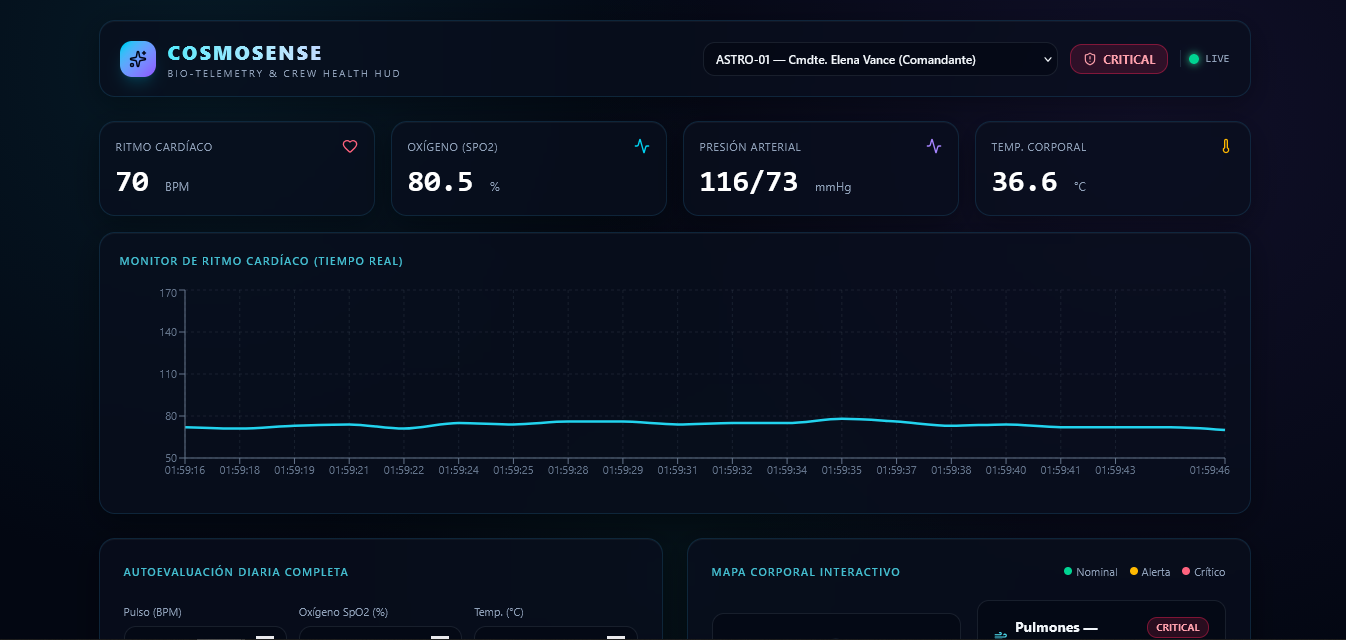 COSMOSENSE
BIO-TELEMETRY & CREW HEALTH HUD
ASTRO-01 — Cmdte. Elena Vance (Comandante)
CRITICAL
LIVE
RITMO CARDÍACO
70 BPM
OXÍGENO (SPO2)
80.5 %
PRESIÓN ARTERIAL
116/73 mmHg
TEMP. CORPORAL
36.6 °C
MONITOR DE RITMO CARDÍACO (TIEMPO REAL)
170
140
110
80
50
01:59:16 01:59:18 01:59:19 01:59:21 01:59:22 01:59:24 01:59:25 01:59:28 01:59:29 01:59:31 01:59:32 01:59:34 01:59:35 01:59:37 01:59:38 01:59:40 01:59:41 01:59:43 01:59:46
AUTOEVALUACIÓN DIARIA COMPLETA
Pulso (BPM)
Oxígeno SpO2 (%)
Temp. (°C)
MAPA CORPORAL INTERACTIVO
Nominal
Alerta
Crítico
Pulmones —
CRITICAL